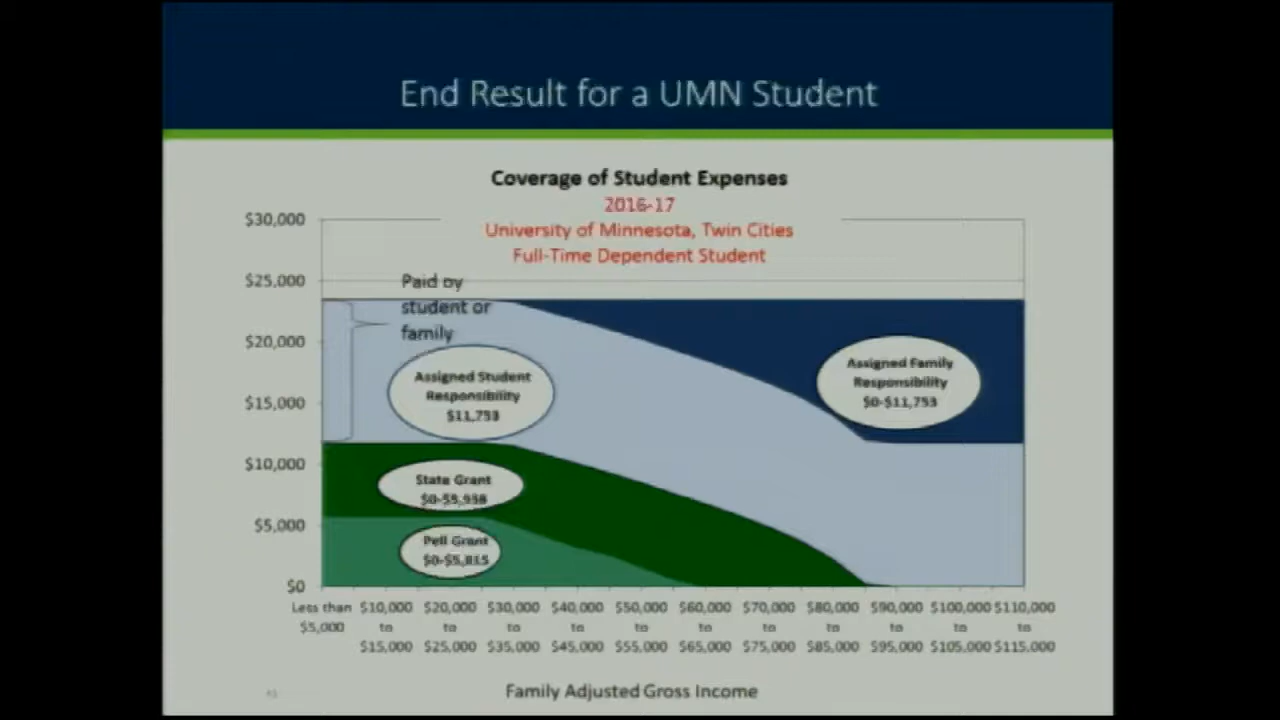 End Result for a UMN Student
Coverage of Student Expenses
2016-17
University of Minnesota, Twin Cities
Full-Time Dependent Student
$30,000
$25,000
$20,000
$15,000
$10,000
$5,000
$0
Paid by
student or
family
Assigned Student
Responsibility
$11,753
Assigned Family
Responsibility
$0-$11,753
State Grant
$0-$5,938
Pell Grant
$0-$5,815
Less than $10,000 $20,000 $30,000 $40,000 $50,000 $60,000 $70,000 $80,000 $90,000 $100,000 $110,000
$5,000 to to to to to to to to to to to
$15,000 $25,000 $35,000 $45,000 $55,000 $65,000 $75,000 $85,000 $95,000 $105,000 $115,000
Family Adjusted Gross Income